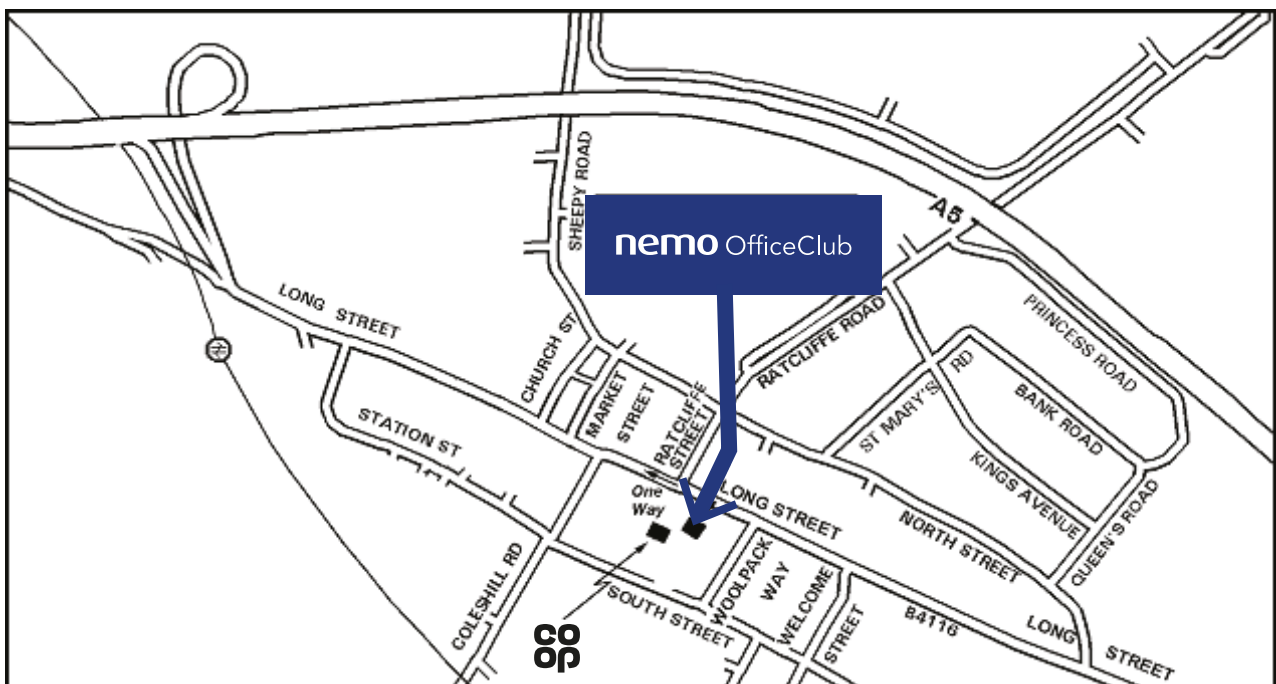 SHEEPY ROAD
A5
nemo OfficeClub
LONG STREET
CHURCH ST
MARKET
STREET
RATCLIFFE
STREET
RATCLIFFE ROAD
PRINCESS ROAD
ST MARY'S RD
BANK ROAD
KINGS AVENUE
QUEEN'S ROAD
STATION ST
One
Way
LONG STREET
NORTH STREET
COLESHILL RD
SOUTH STREET
WOOLPACK
WAY
WELCOME
STREET
B4116
LONG STREET
co
op